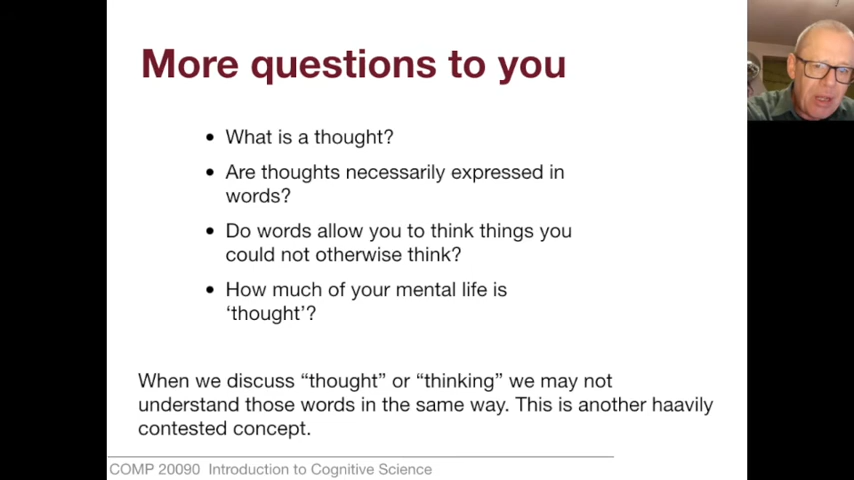 More questions to you
• What is a thought?
• Are thoughts necessarily expressed in
words?
• Do words allow you to think things you
could not otherwise think?
• How much of your mental life is
‘thought’?
When we discuss “thought” or “thinking” we may not
understand those words in the same way. This is another haavily
contested concept.
COMP 20090 Introduction to Cognitive Science